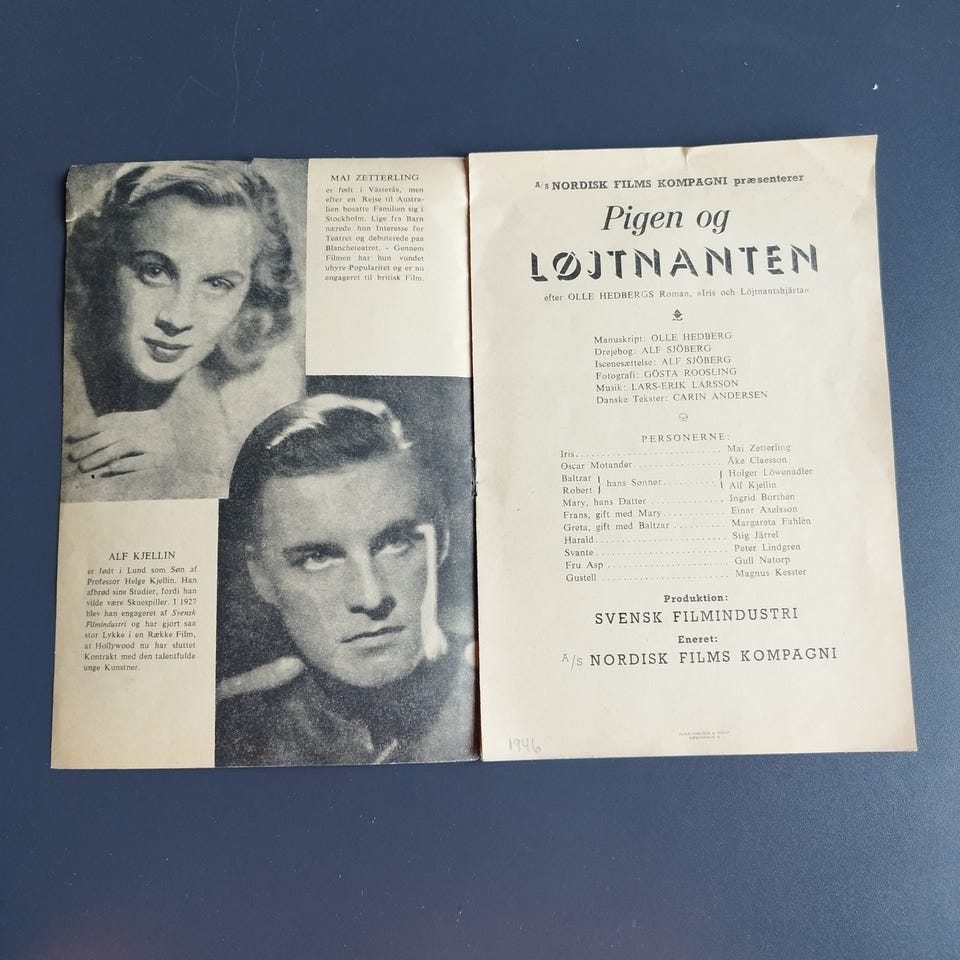 MAI ZETTERLING
er født i Västerås, men
efter en Rejse til Austra-
lien bosatte Familien sig i
Stockholm. Lige fra Barn
nærede hun Interesse for
Teatret og debuterede paa
Blancheteatret. - Gennem
Filmen har hun vundet
uhyre Popularitet og er nu
engageret til britisk Film.
ALF KJELLIN
er født i Lund som Søn af
Professor Helge Kjellin. Han
afbrød sine Studier, fordi han
vilde være Skuespiller. I 1927
blev han engageret af Svensk
Filmindustri og har gjort saa
stor Lykke i en Række Film,
at Hollywood nu har sluttet
Kontrakt med den talentfulde
unge Kunstner.
A/S NORDISK FILMS KOMPAGNI præsenterer
Pigen og
LØJTNANTEN
efter OLLE HEDBERGS Roman, »Iris och Löjtnantshjärta«
Manuskript: OLLE HEDBERG
Drejebog: ALF SJÖBERG
Iscenesættelse: ALF SJÖBERG
Fotografi: GÖSTA ROOSLING
Musik: LARS-ERIK LARSSON
Danske Tekster: CARIN ANDERSEN
PERSONERNE:
Iris.......................... Mai Zetterling
Oscar Motander................ Åke Claesson
Baltzar } hans Sønner.......... { Holger Löwenadler
Robert } { Alf Kjellin
Mary, hans Datter ............. Ingrid Borthen
Frans, gift med Mary........... Einar Axelsson
Greta, gift med Baltzar ......... Margareta Fahlén
Harald........................ Stig Järrel
Svante........................ Peter Lindgren
Fru Asp ...................... Gull Natorp
Gustell ...................... Magnus Kesster
Produktion:
SVENSK FILMINDUSTRI
Eneret:
A/S NORDISK FILMS KOMPAGNI
1946